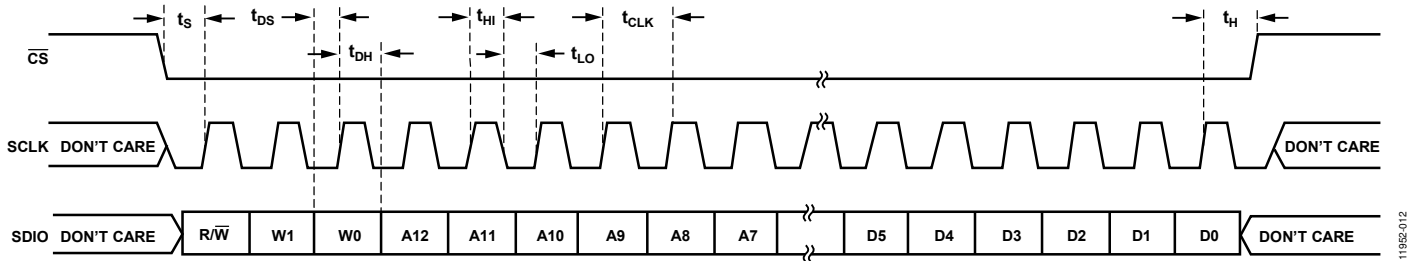 tS tDS tHI tCLK tH
tDH tLO
CS
SCLK DON'T CARE DON'T CARE
SDIO DON'T CARE R/W W1 W0 A12 A11 A10 A9 A8 A7 D5 D4 D3 D2 D1 D0 DON'T CARE
11952-012